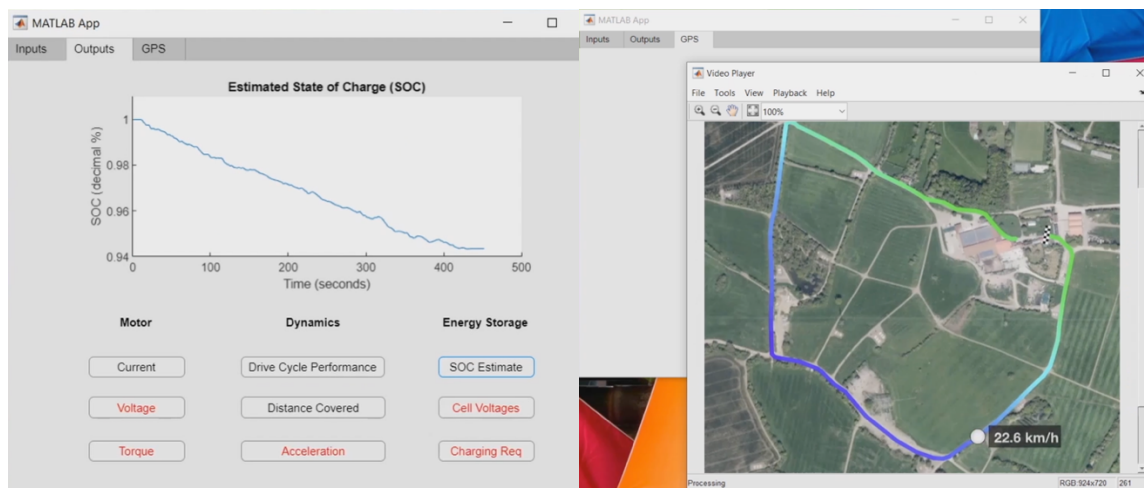 MATLAB App
Inputs Outputs GPS
Estimated State of Charge (SOC)
1
0.98
0.96
0.94
SOC (decimal %)
0 100 200 300 400 500
Time (seconds)
Motor Dynamics Energy Storage
Current Drive Cycle Performance SOC Estimate
Voltage Distance Covered Cell Voltages
Torque Acceleration Charging Req
MATLAB App
Inputs Outputs GPS
Video Player
File Tools View Playback Help
100%
22.6 km/h
Processing RGB:924x720 261